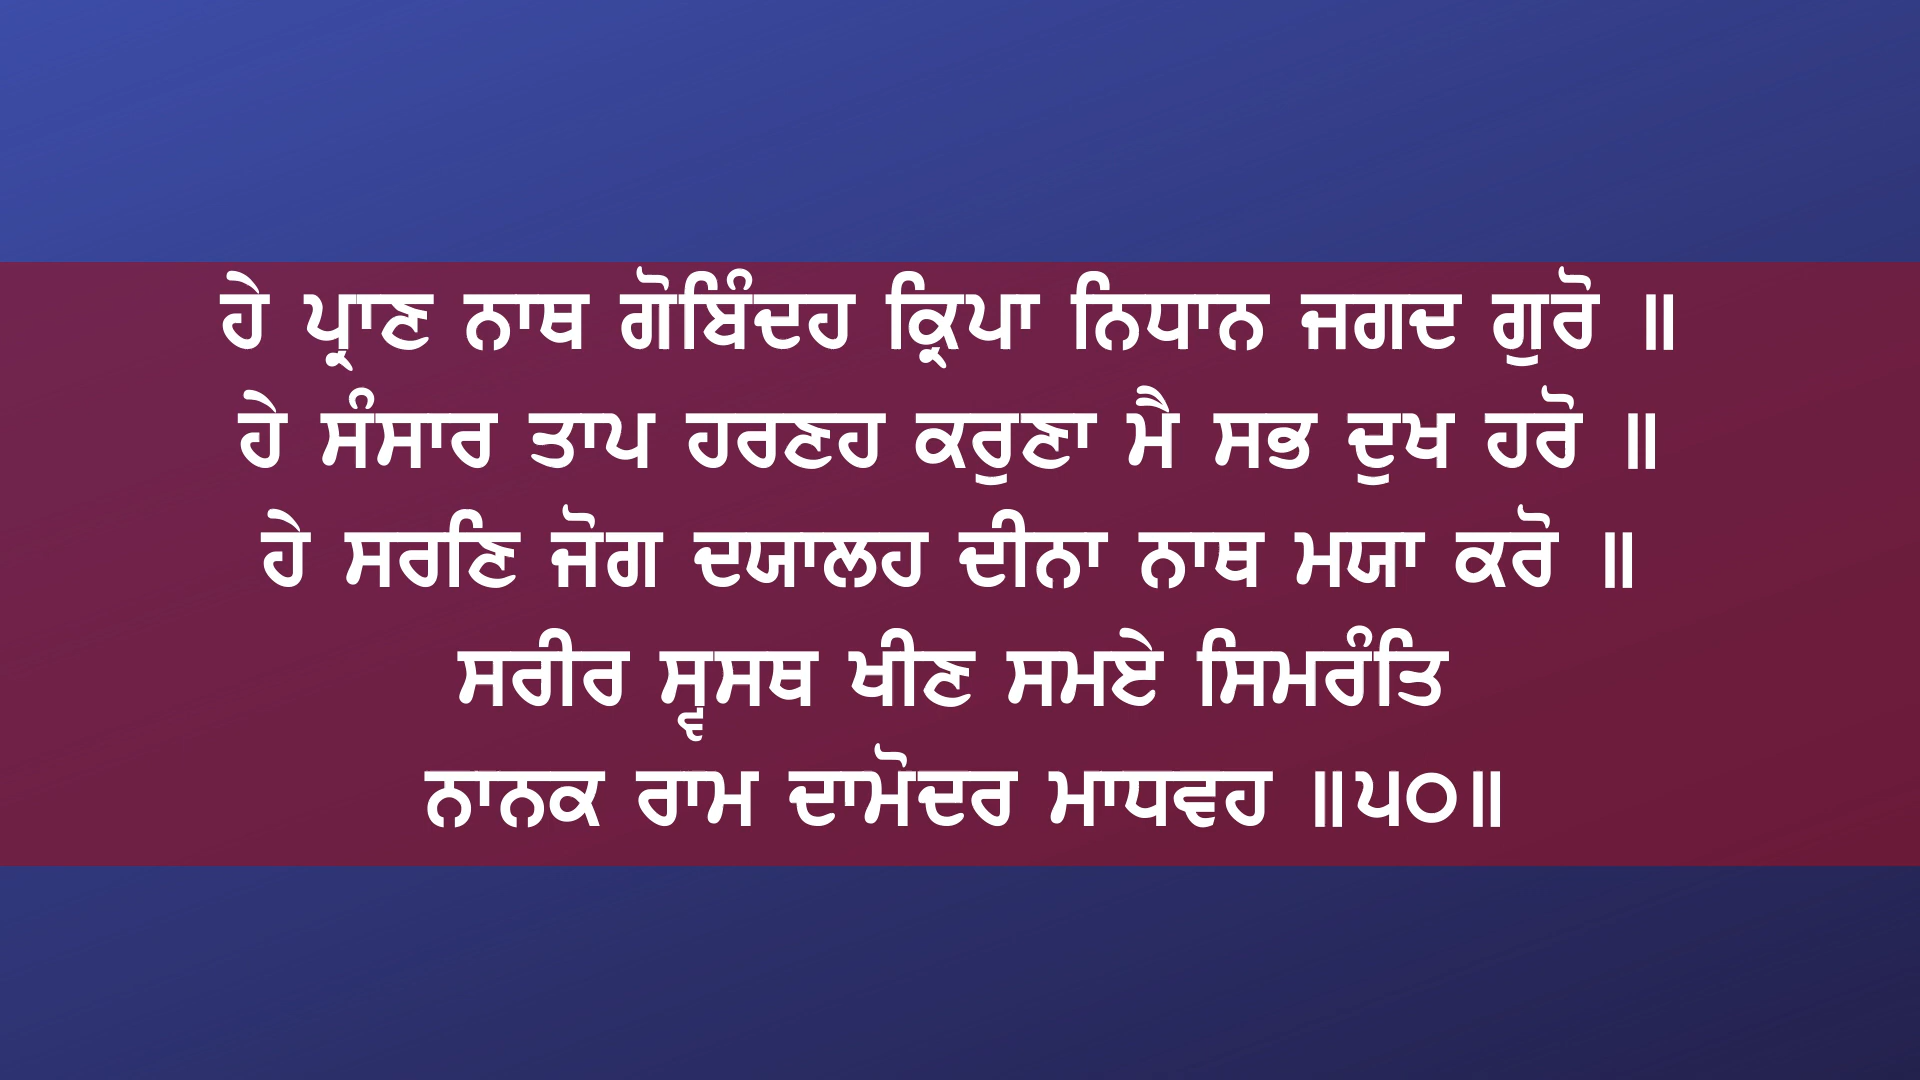 ਹੇ ਪ੍ਰਾਣ ਨਾਥ ਗੋਬਿੰਦਹ ਕ੍ਰਿਪਾ ਨਿਧਾਨ ਜਗਦ ਗੁਰੋ ॥
ਹੇ ਸੰਸਾਰ ਤਾਪ ਹਰਣਹ ਕਰੁਣਾ ਮੈ ਸਭ ਦੁਖ ਹਰੋ ॥
ਹੇ ਸਰਣਿ ਜੋਗ ਦਯਾਲਹ ਦੀਨਾ ਨਾਥ ਮਯਾ ਕਰੋ ॥
ਸਰੀਰ ਸ੍ਵਸਥ ਖੀਣ ਸਮਏ ਸਿਮਰੰਤਿ
ਨਾਨਕ ਰਾਮ ਦਾਮੋਦਰ ਮਾਧਵਹ ॥੫੦॥